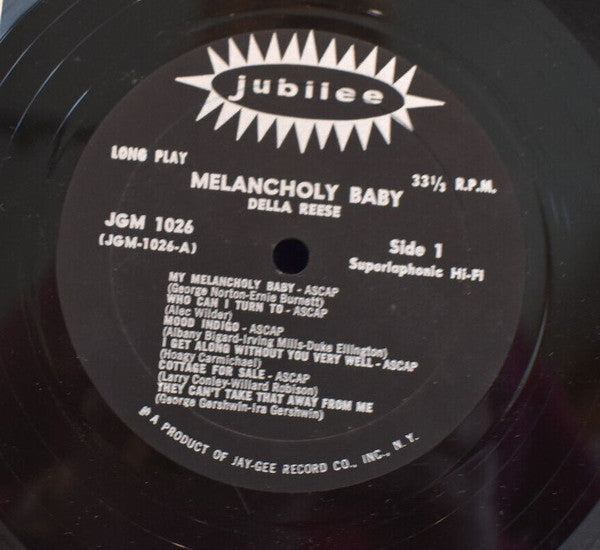 jubilee
LONG PLAY
33⅓ R.P.M.
MELANCHOLY BABY
DELLA REESE
JGM 1026
(JGM-1026-A)
Side 1
Superlaphonic Hi-Fi
MY MELANCHOLY BABY - ASCAP
(George Norton-Ernie Burnett)
WHO CAN I TURN TO - ASCAP
(Alec Wilder)
MOOD INDIGO - ASCAP
(Albany Bigard-Irving Mills-Duke Ellington)
I GET ALONG WITHOUT YOU VERY WELL - ASCAP
(Hoagy Carmichael)
COTTAGE FOR SALE - ASCAP
(Larry Conley-Willard Robison)
THEY CAN'T TAKE THAT AWAY FROM ME
(George Gershwin-Ira Gershwin)
A PRODUCT OF JAY-GEE RECORD CO., INC., N. Y.